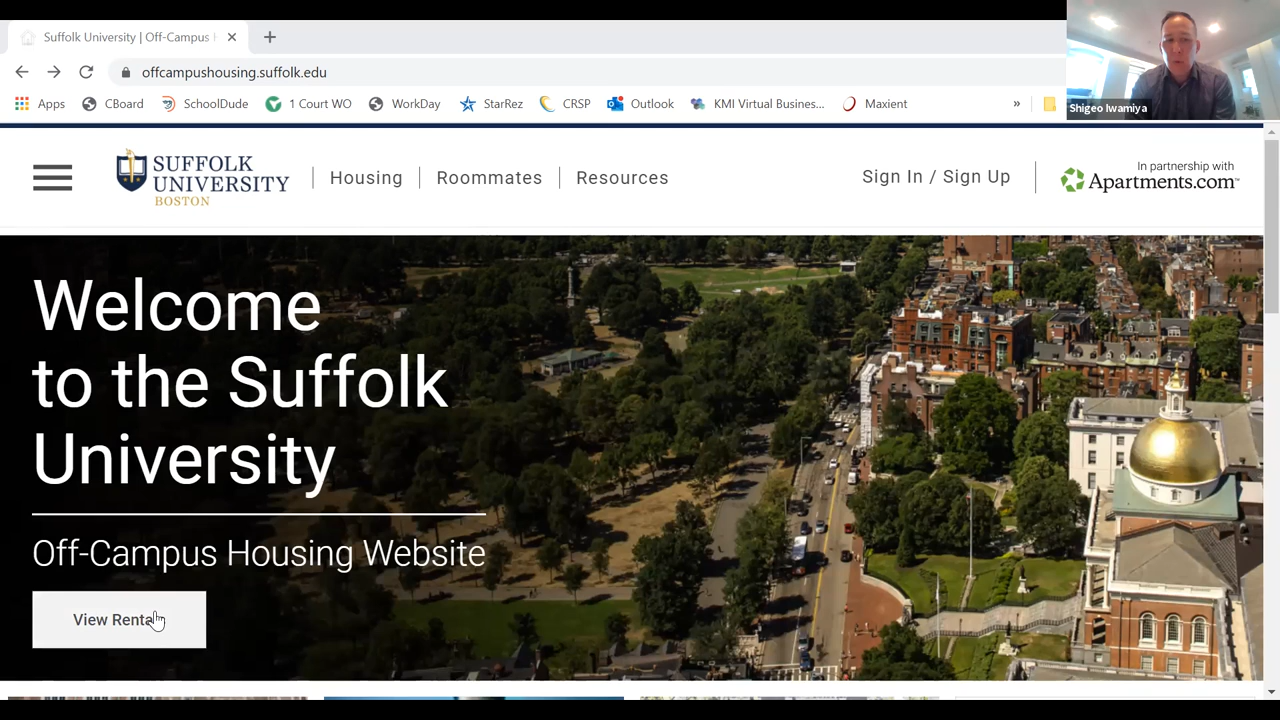 Suffolk University | Off-Campus
offcampushousing.suffolk.edu
Apps
CBoard
SchoolDude
1 Court WO
WorkDay
StarRez
CRSP
Outlook
KMI Virtual Busines...
Maxient
»
Shigeo Iwamiya
SUFFOLK
UNIVERSITY
BOSTON
Housing
Roommates
Resources
Sign In / Sign Up
In partnership with
Apartments.com™
Welcome
to the Suffolk
University
Off-Campus Housing Website
View